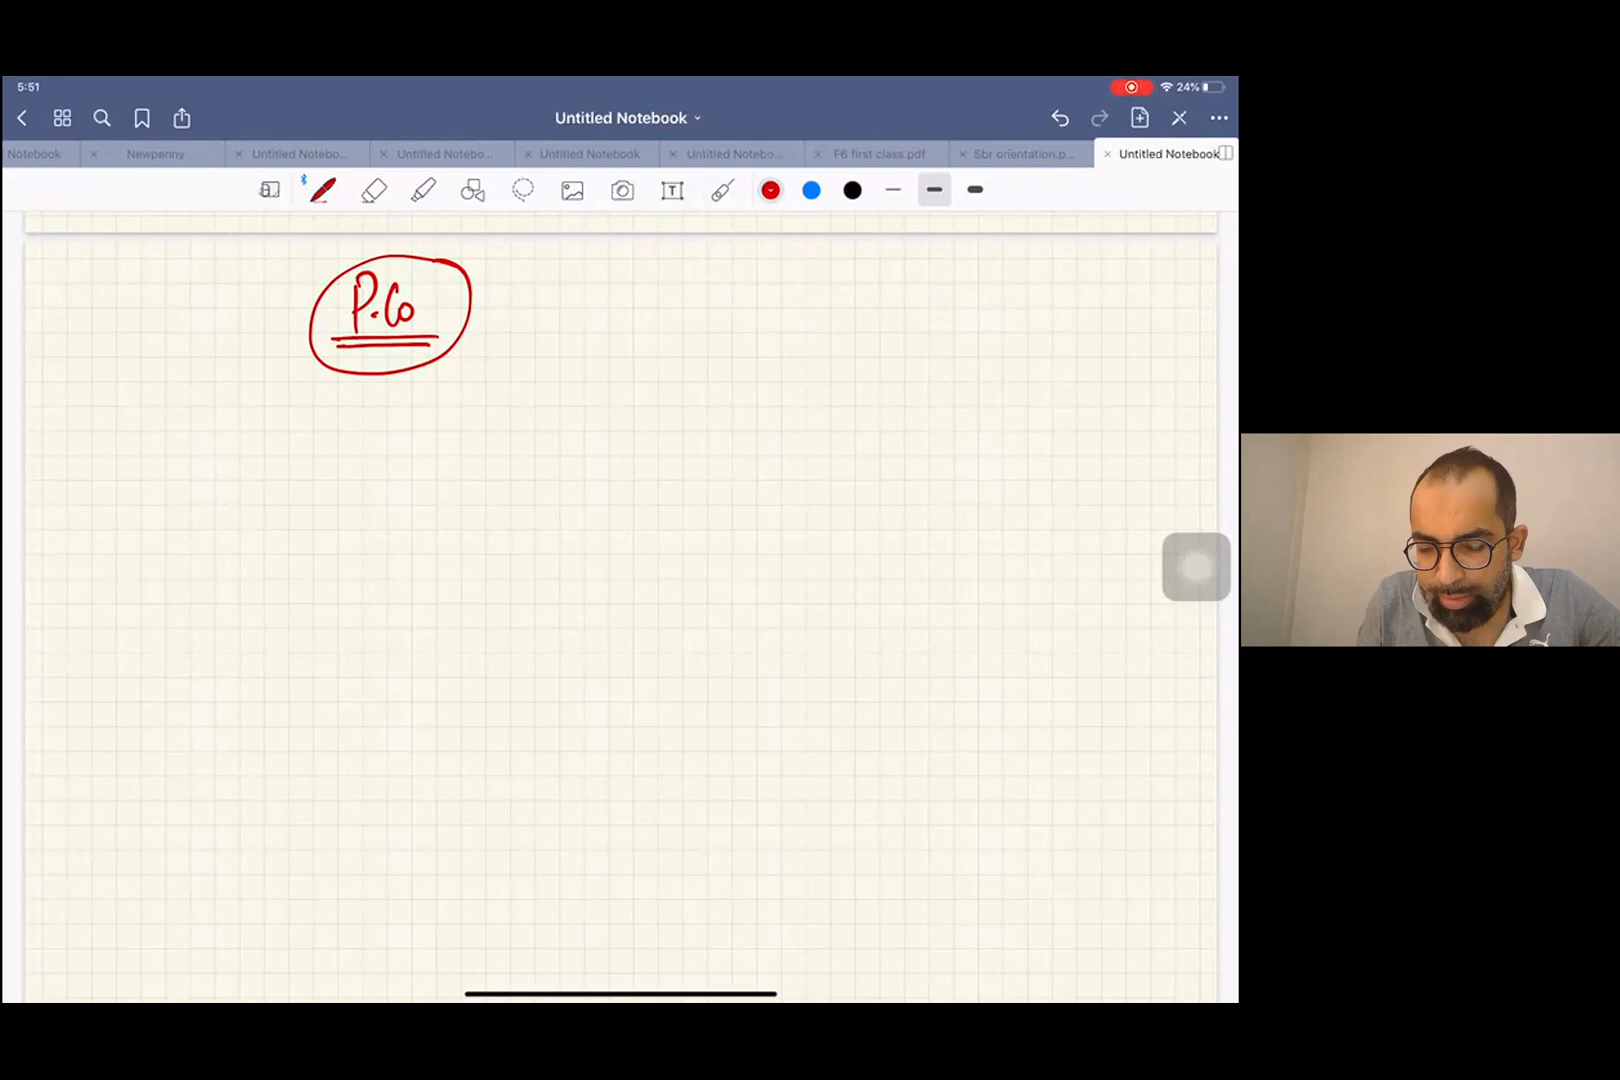 5:51
24%
Untitled Notebook
Notebook
Newpenny
Untitled Notebo...
Untitled Notebo...
Untitled Notebook
Untitled Notebo...
F6 first class.pdf
Sbr orientation.p...
Untitled Notebook
T
P.Co